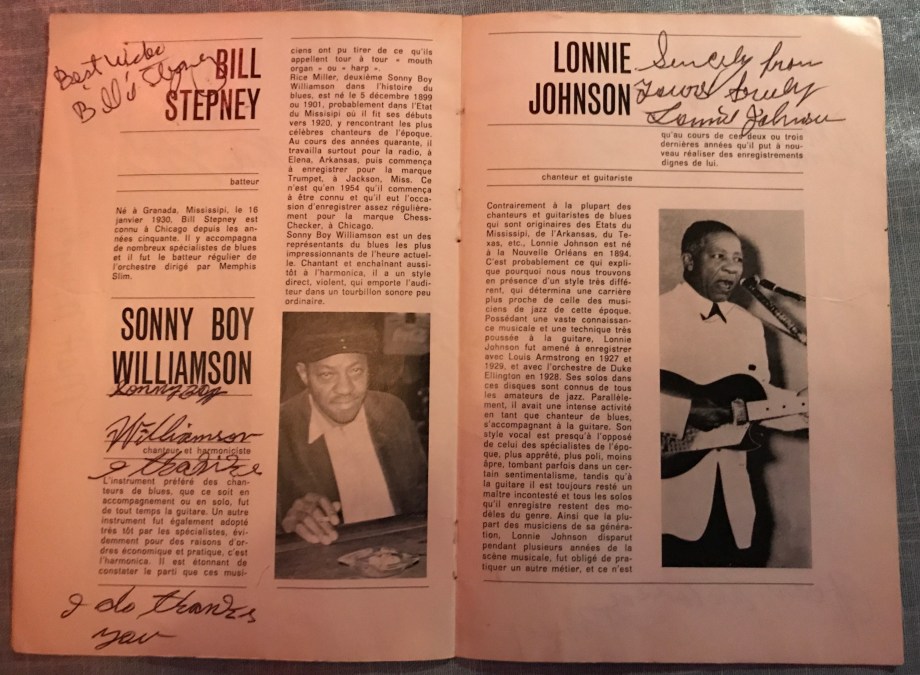 Best Wishes
Bill Stepney
BILL
STEPNEY
batteur
Né à Granada, Mississipi, le 16
janvier 1930, Bill Stepney est
connu à Chicago depuis les an-
nées cinquante. Il y accompagna
de nombreux spécialistes de blues
et il fut le batteur régulier de
l'orchestre dirigé par Memphis
Slim.
SONNY BOY
WILLIAMSON
Sonny Boy
Williamson
chanteur et harmoniciste
I thanks
L'instrument préféré des chan-
teurs de blues, que ce soit en
accompagnement ou en solo, fut
de tout temps la guitare. Un autre
instrument fut également adopté
très tôt par les spécialistes, évi-
demment pour des raisons d'or-
dres économique et pratique, c'est
l'harmonica. Il est étonnant de
constater le parti que ces musi-
I do thanks
you
ciens ont pu tirer de ce qu'ils
appellent tour à tour « mouth
organ » ou « harp ».
Rice Miller, deuxième Sonny Boy
Williamson dans l'histoire du
blues, est né le 5 décembre 1899
ou 1901, probablement dans l'Etat
du Missisipi où il fit ses débuts
vers 1920, y rencontrant les plus
célèbres chanteurs de l'époque.
Au cours des années quarante, il
travailla surtout pour la radio, à
Elena, Arkansas, puis commença
à enregistrer pour la marque
Trumpet, à Jackson, Miss. Ce
n'est qu'en 1954 qu'il commença
à être connu et qu'il eut l'occa-
sion d'enregistrer assez régulière-
ment pour la marque Chess-
Checker, à Chicago.
Sonny Boy Williamson est un des
représentants du blues les plus
impressionnants de l'heure actuel-
le. Chantant et enchaînant aussi-
tôt à l'harmonica, il a un style
direct, violent, qui emporte l'audi-
teur dans un tourbillon sonore peu
ordinaire.
LONNIE
JOHNSON
Sincely from
Yours truly
Lonnie Johnson
chanteur et guitariste
Contrairement à la plupart des
chanteurs et guitaristes de blues
qui sont originaires des Etats du
Missisipi, de l'Arkansas, du Te-
xas, etc., Lonnie Johnson est né
à la Nouvelle Orléans en 1894.
C'est probablement ce qui expli-
que pourquoi nous nous trouvons
en présence d'un style très diffé-
rent, qui détermina une carrière
plus proche de celle des musi-
ciens de jazz de cette époque.
Possédant une vaste connaissan-
ce musicale et une technique très
poussée à la guitare, Lonnie
Johnson fut amené à enregistrer
avec Louis Armstrong en 1927 et
1929, et avec l'orchestre de Duke
Ellington en 1928. Ses solos dans
ces disques sont connus de tous
les amateurs de jazz. Parallèle-
ment, il avait une intense activité
en tant que chanteur de blues,
s'accompagnant à la guitare. Son
style vocal est presqu'à l'opposé
de celui des spécialistes de l'épo-
que, plus apprêté, plus poli, moins
âpre, tombant parfois dans un cer-
tain sentimentalisme, tandis qu'à
la guitare il est toujours resté un
maître incontesté et tous les solos
qu'il enregistre restent des mo-
dèles du genre. Ainsi que la plu-
part des musiciens de sa généra-
tion, Lonnie Johnson disparut
pendant plusieurs années de la
scène musicale, fut obligé de pra-
tiquer un autre métier, et ce n'est
qu'au cours de ces deux ou trois
dernières années qu'il put à nou-
veau réaliser des enregistrements
dignes de lui.